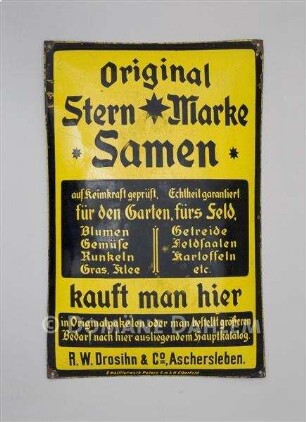 Original
Stern Marke
Samen
auf Keimkraft geprüft, Echtheit garantiert
für den Garten, fürs Feld,
Blumen Getreide
Gemüse Feldsaaten
Runkeln Kartoffeln
Gras, Klee etc.
kauft man hier
in Originalpaketen oder man bestellt größeren
Bedarf nach hier ausliegendem Hauptkatalog.
R. W. Drosihn & Co, Aschersleben.